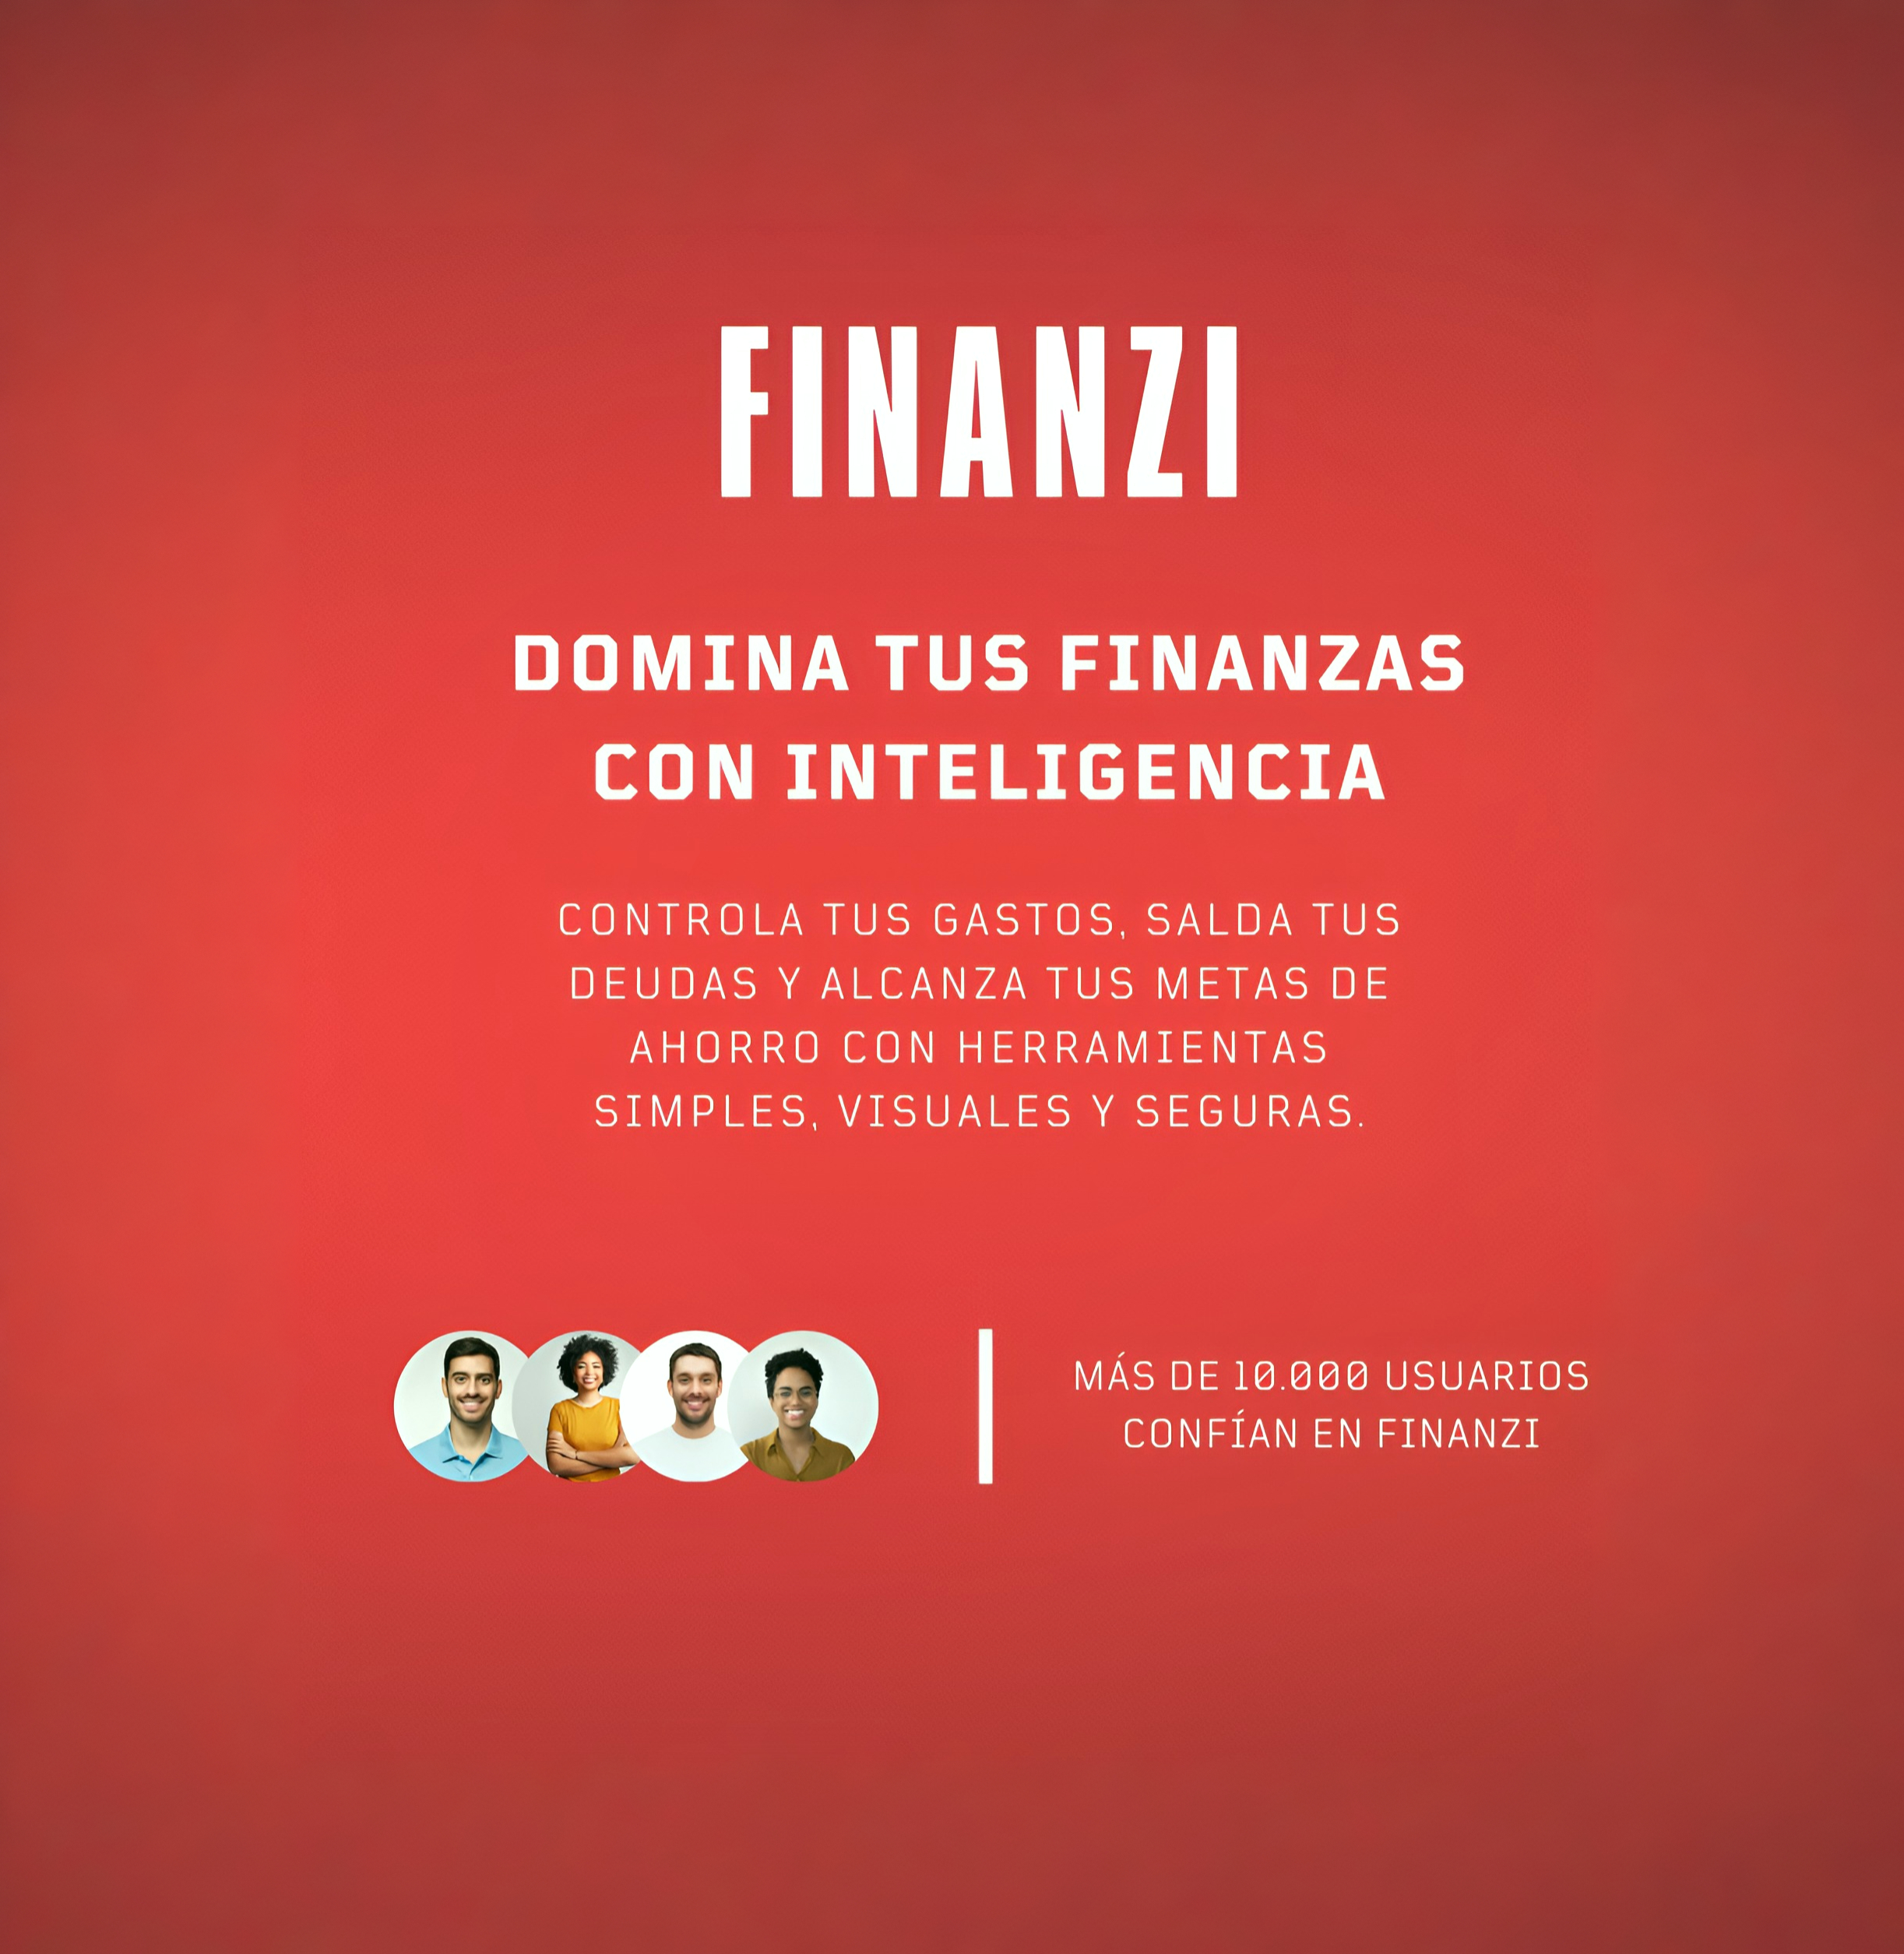 FINANZI
DOMINA TUS FINANZAS
CON INTELIGENCIA
CONTROLA TUS GASTOS, SALDA TUS
DEUDAS Y ALCANZA TUS METAS DE
AHORRO CON HERRAMIENTAS
SIMPLES, VISUALES Y SEGURAS.
MÁS DE 10.000 USUARIOS
CONFÍAN EN FINANZI